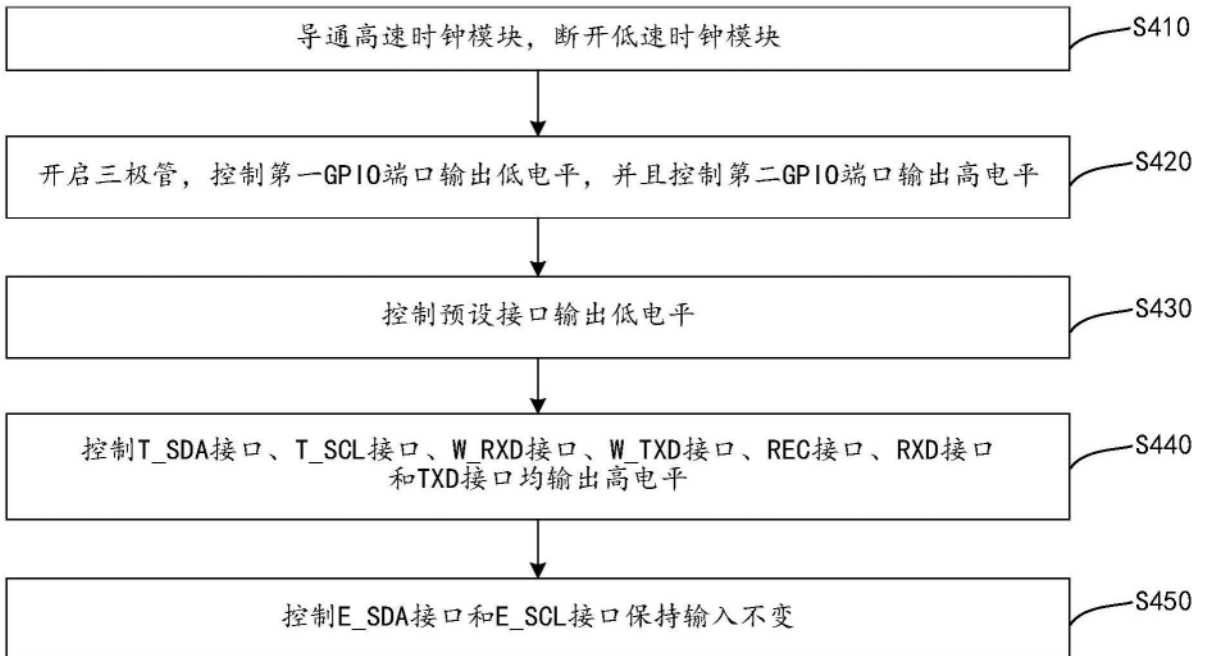 导通高速时钟模块，断开低速时钟模块
S410
开启三极管，控制第一GPIO端口输出低电平，并且控制第二GPIO端口输出高电平
S420
控制预设接口输出低电平
S430
控制T_SDA接口、T_SCL接口、W_RXD接口、W_TXD接口、REC接口、RXD接口
和TXD接口均输出高电平
S440
控制E_SDA接口和E_SCL接口保持输入不变
S450